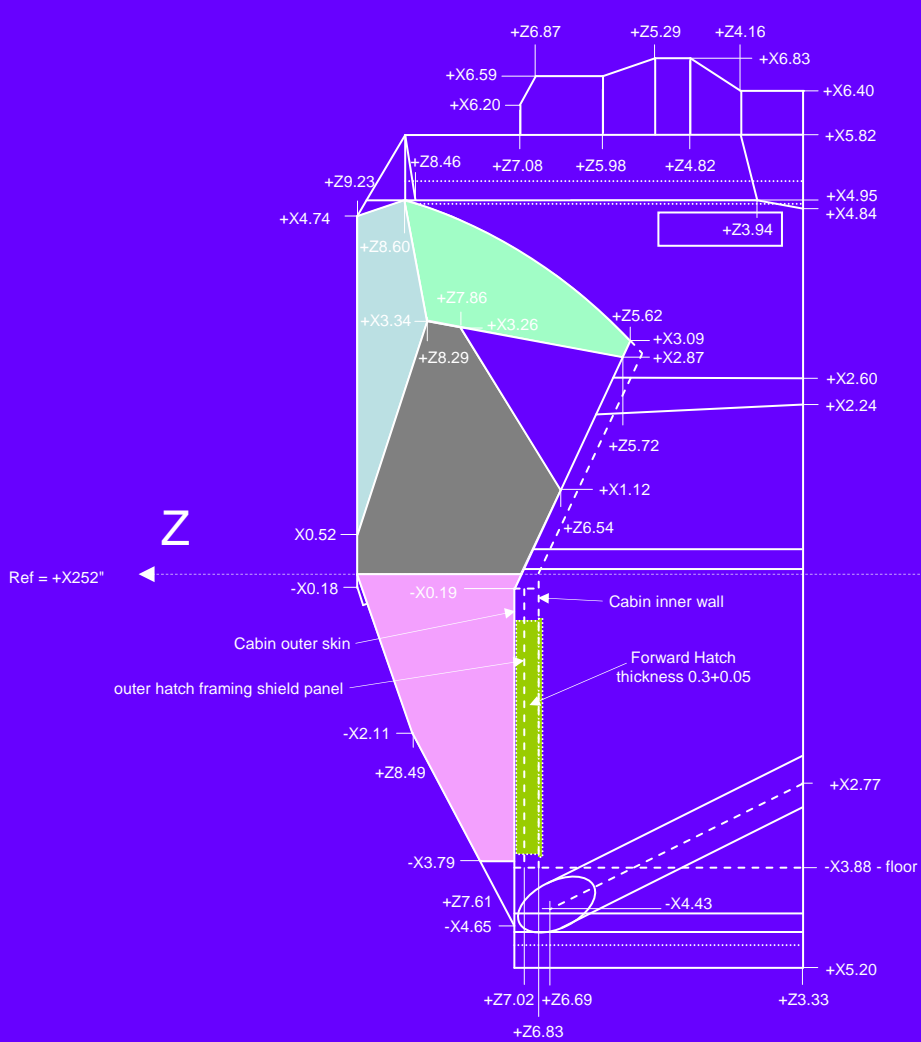 +Z6.87
+Z5.29
+Z4.16
+X6.83
+X6.59
+X6.40
+X6.20
+X5.82
+Z8.46
+Z7.08
+Z5.98
+Z4.82
+Z9.23
+X4.95
+X4.74
+X4.84
+Z3.94
+Z8.60
+Z7.86
+X3.34
+X3.26
+Z5.62
+X3.09
+X2.87
+Z8.29
+X2.60
+X2.24
+Z5.72
+X1.12
+Z6.54
Z
X0.52
Ref = +X252"
-X0.18
-X0.19
Cabin inner wall
Cabin outer skin
Forward Hatch
thickness 0.3+0.05
outer hatch framing shield panel
-X2.11
+Z8.49
+X2.77
-X3.79
-X3.88 - floor
+Z7.61
-X4.43
-X4.65
+X5.20
+Z7.02
+Z6.69
+Z3.33
+Z6.83